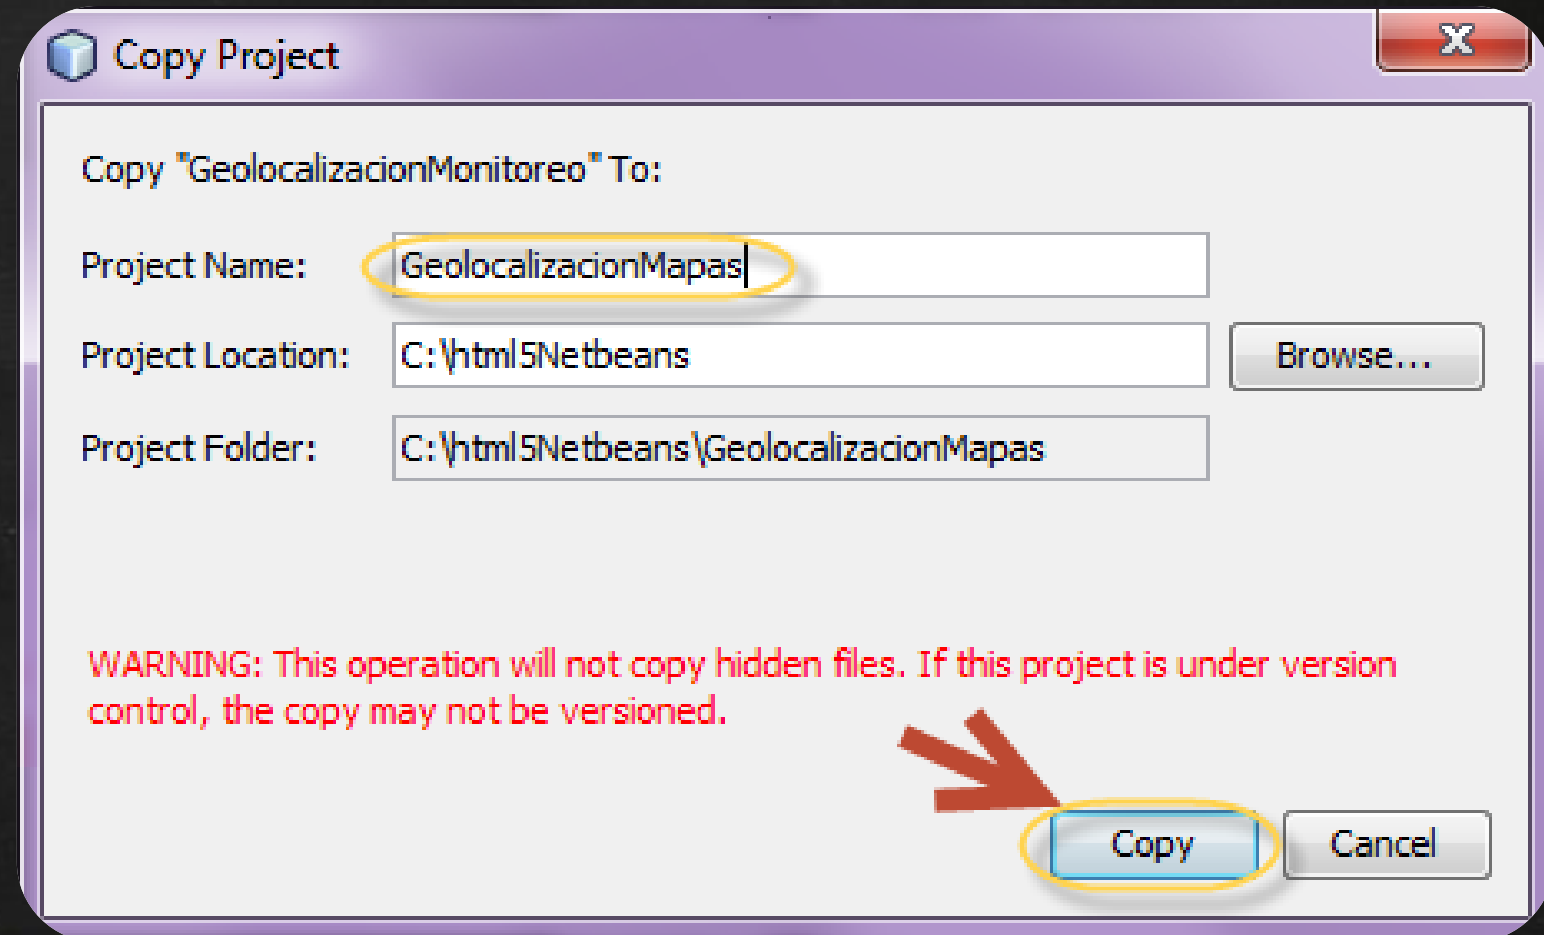 Copy Project
Copy "GeolocalizacionMonitoreo" To:
Project Name: GeolocalizacionMapas
Project Location: C:\html5Netbeans Browse...
Project Folder: C:\html5Netbeans\GeolocalizacionMapas
WARNING: This operation will not copy hidden files. If this project is under version
control, the copy may not be versioned.
Copy Cancel